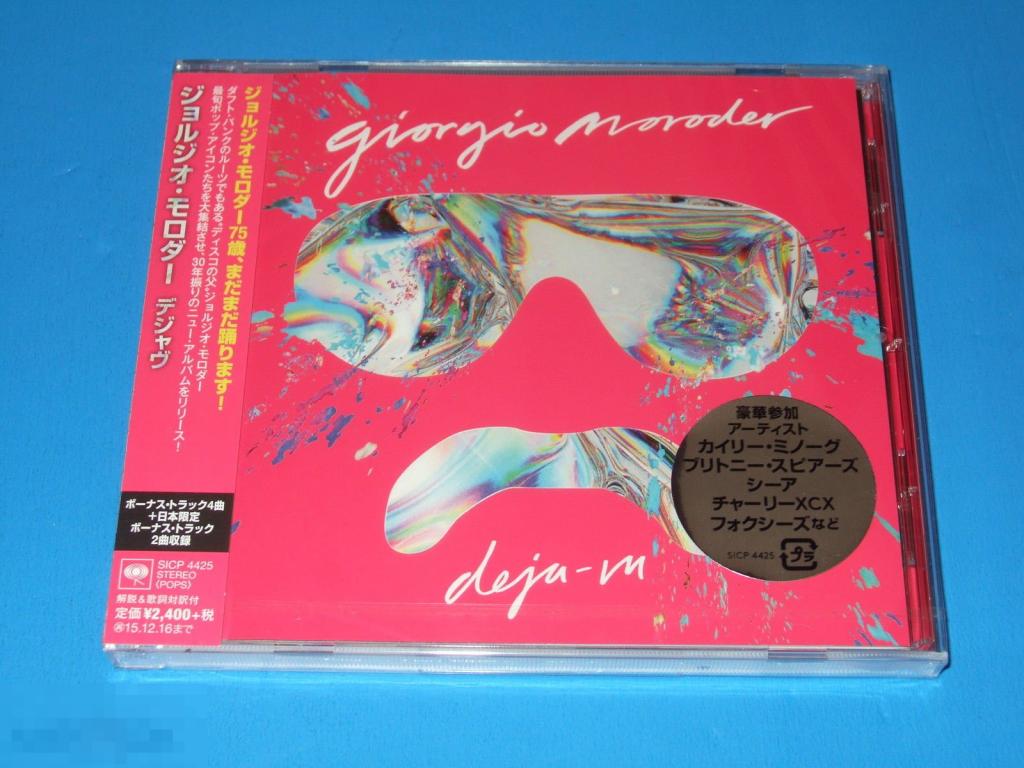 ジョルジオ・モロダー75歳、まだまだ踊ります!
ダフト・パンクのルーツでもある“ディスコの父”ジョルジオ・モロダー
最旬ポップ・アイコンたちを大集結させ、30年振りのニュー・アルバムをリリース!
ジョルジオ・モロダー デジャヴ
ボーナス・トラック4曲
+日本限定
ボーナス・トラック
2曲収録
SICP 4425
STEREO
(POPS)
解説&歌詞対訳付
定価¥2,400+税
15.12.16まで
giorgio moroder
deja-vu
豪華参加
アーティスト
カイリー・ミノーグ
ブリトニー・スピアーズ
シーア
チャーリーXCX
フォクシーズなど
SICP 4425
プラ